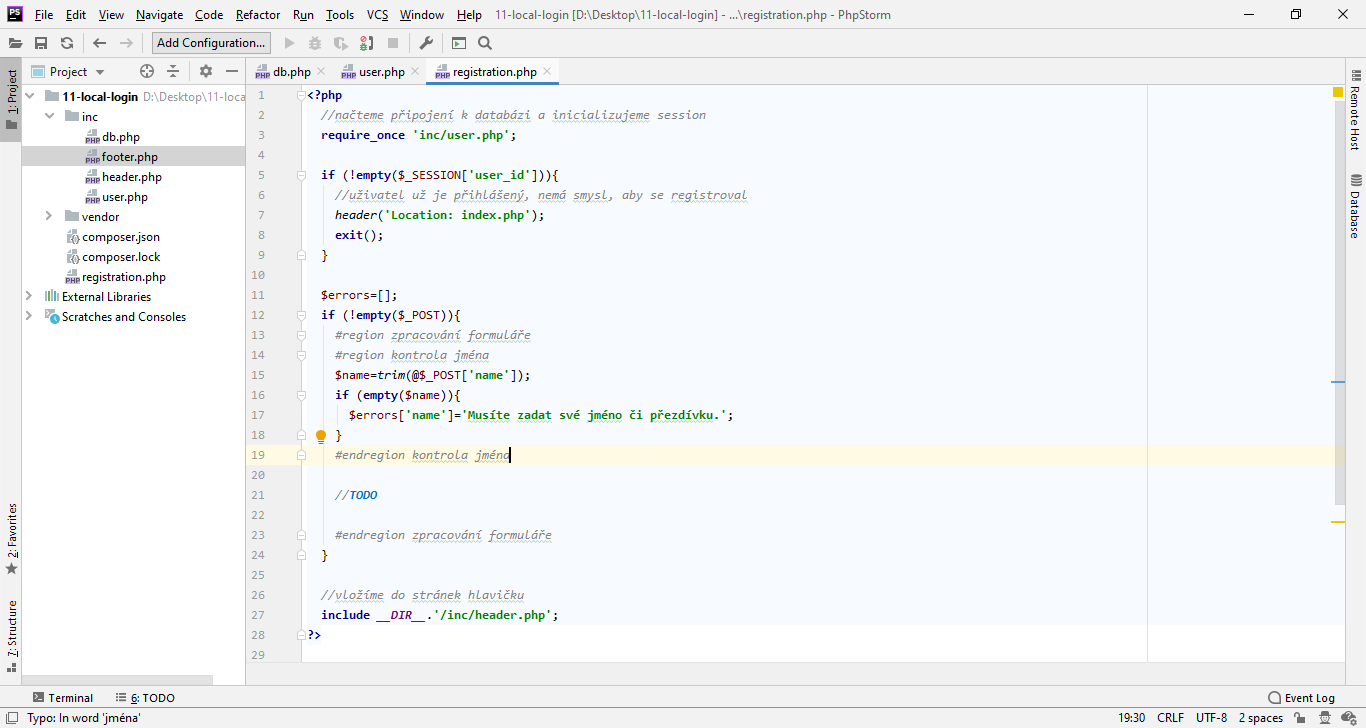 PS File Edit View Navigate Code Refactor Run Tools VCS Window Help 11-local-login [D:\Desktop\11-local-login] - ...\registration.php - PhpStorm
Add Configuration...
1: Project
Project
db.php user.php registration.php
11-local-login D:\Desktop\11-loca
inc
db.php
footer.php
header.php
user.php
vendor
composer.json
composer.lock
registration.php
External Libraries
Scratches and Consoles
1 <?php
2 //načteme připojení k databázi a inicializujeme session
3 require_once 'inc/user.php';
4
5 if (!empty($_SESSION['user_id'])){
6 //uživatel už je přihlášený, nemá smysl, aby se registroval
7 header('Location: index.php');
8 exit();
9 }
10
11 $errors=[];
12 if (!empty($_POST)){
13 #region zpracování formuláře
14 #region kontrola jména
15 $name=trim(@$_POST['name']);
16 if (empty($name)){
17 $errors['name']='Musíte zadat své jméno či přezdívku.';
18 }
19 #endregion kontrola jména
20
21 //TODO
22
23 #endregion zpracování formuláře
24 }
25
26 //vložíme do stránek hlavičku
27 include __DIR__.'/inc/header.php';
28 ?>
29
Remote Host
Database
2: Favorites
7: Structure
Terminal 6: TODO Event Log
Typo: In word 'jména' 19:30 CRLF UTF-8 2 spaces